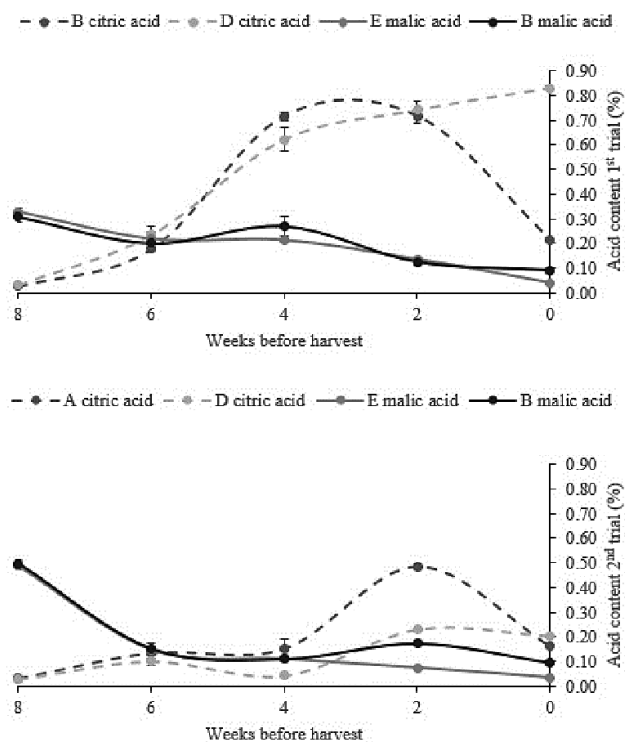 B citric acid D citric acid E malic acid B malic acid
0.90
0.80
0.70
0.60
0.50
0.40
0.30
0.20
0.10
0.00
Acid content 1st trial (%)
8 6 4 2 0
Weeks before harvest
A citric acid D citric acid E malic acid B malic acid
0.90
0.80
0.70
0.60
0.50
0.40
0.30
0.20
0.10
0.00
Acid content 2nd trial (%)
8 6 4 2 0
Weeks before harvest